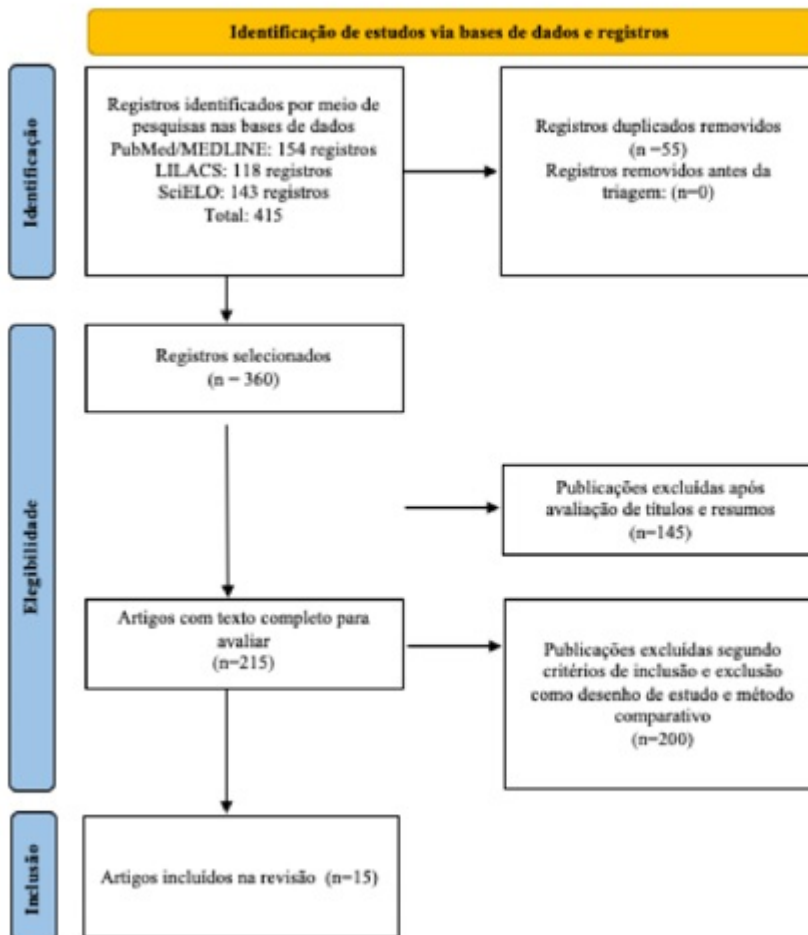 Identificação de estudos via bases de dados e registros
Identificação
Registros identificados por meio de
pesquisas nas bases de dados
PubMed/MEDLINE: 154 registros
LILACS: 118 registros
SciELO: 143 registros
Total: 415
Registros duplicados removidos
(n =55)
Registros removidos antes da
triagem: (n=0)
Elegibilidade
Registros selecionados
(n = 360)
Publicações excluídas após
avaliação de títulos e resumos
(n=145)
Artigos com texto completo para
avaliar
(n=215)
Publicações excluídas segundo
critérios de inclusão e exclusão
como desenho de estudo e método
comparativo
(n=200)
Inclusão
Artigos incluídos na revisão (n=15)